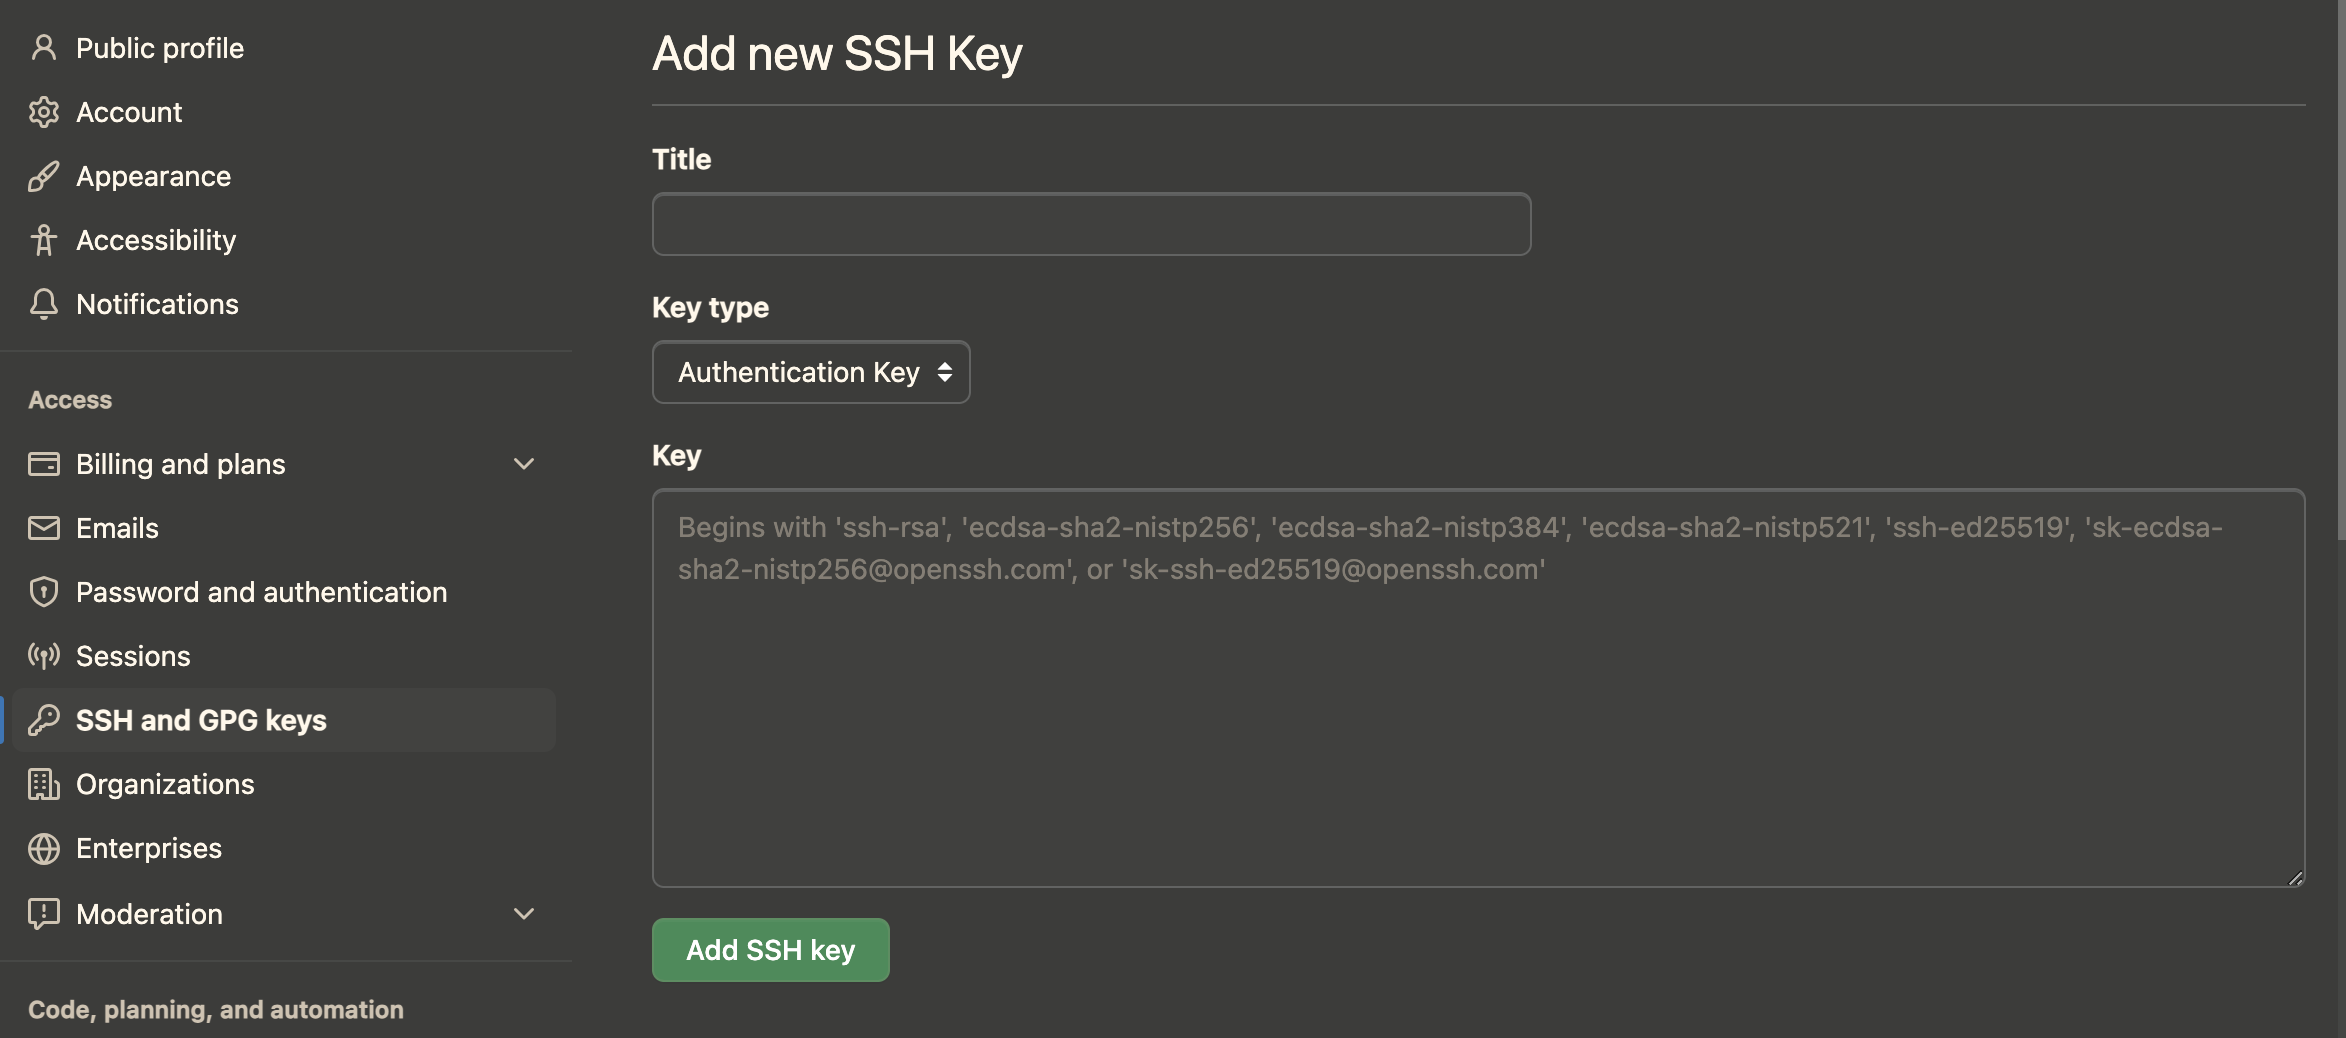 Public profile
Account
Appearance
Accessibility
Notifications
Access
Billing and plans
Emails
Password and authentication
Sessions
SSH and GPG keys
Organizations
Enterprises
Moderation
Code, planning, and automation
Add new SSH Key
Title
Key type
Authentication Key
Key
Begins with 'ssh-rsa', 'ecdsa-sha2-nistp256', 'ecdsa-sha2-nistp384', 'ecdsa-sha2-nistp521', 'ssh-ed25519', 'sk-ecdsa-
sha2-nistp256@openssh.com', or 'sk-ssh-ed25519@openssh.com'
Add SSH key